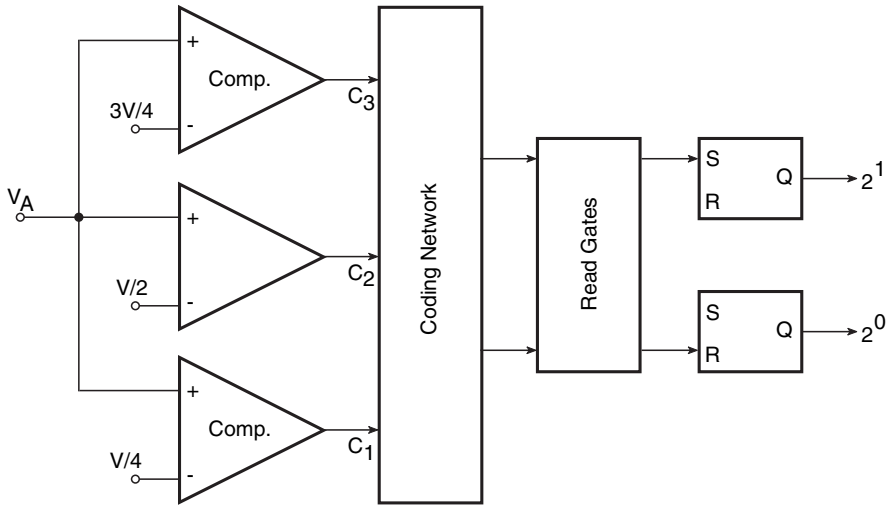 +
Comp.
3V/4
-
C3
VA
+
V/2
-
C2
+
Comp.
V/4
-
C1
Coding Network
Read Gates
S
R
Q
2^1
S
R
Q
2^0